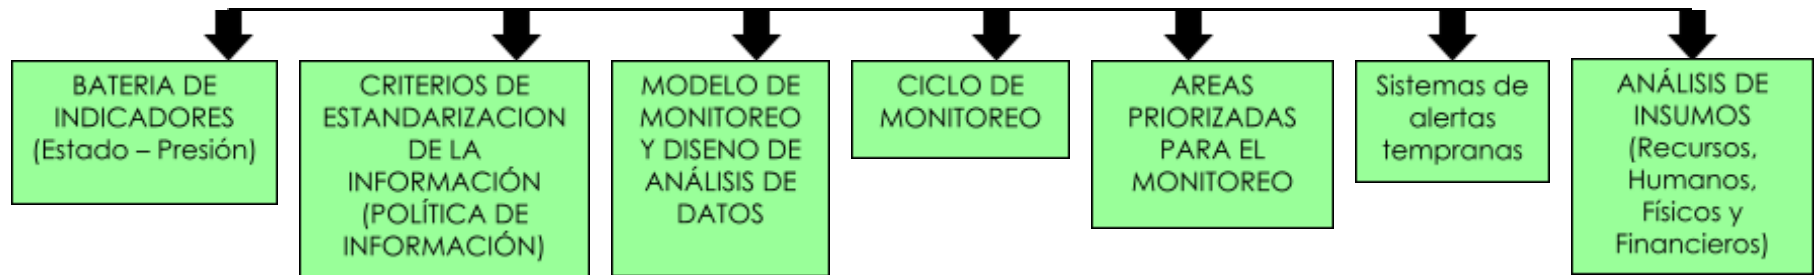 BATERIA DE
INDICADORES
(Estado – Presión)
CRITERIOS DE
ESTANDARIZACION
DE LA
INFORMACIÓN
(POLÍTICA DE
INFORMACIÓN)
MODELO DE
MONITOREO
Y DISENO DE
ANÁLISIS DE
DATOS
CICLO DE
MONITOREO
AREAS
PRIORIZADAS
PARA EL
MONITOREO
Sistemas de
alertas
tempranas
ANÁLISIS DE
INSUMOS
(Recursos,
Humanos,
Físicos y
Financieros)